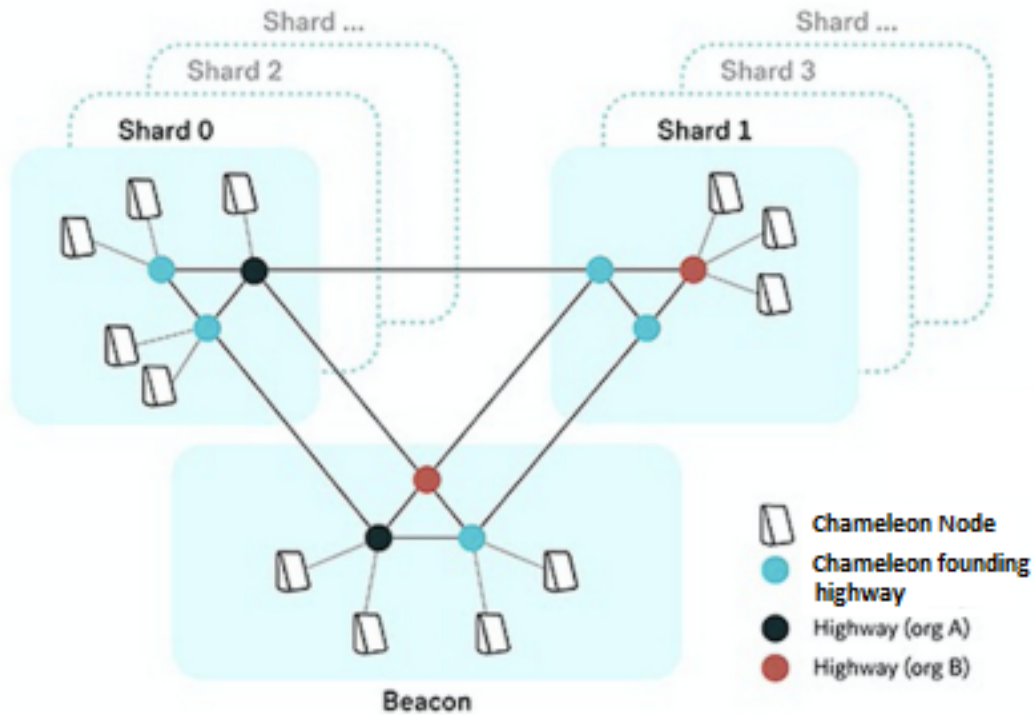 Shard ...
Shard ...
Shard 2
Shard 3
Shard 0
Shard 1
Chameleon Node
Chameleon founding
highway
Highway (org A)
Highway (org B)
Beacon